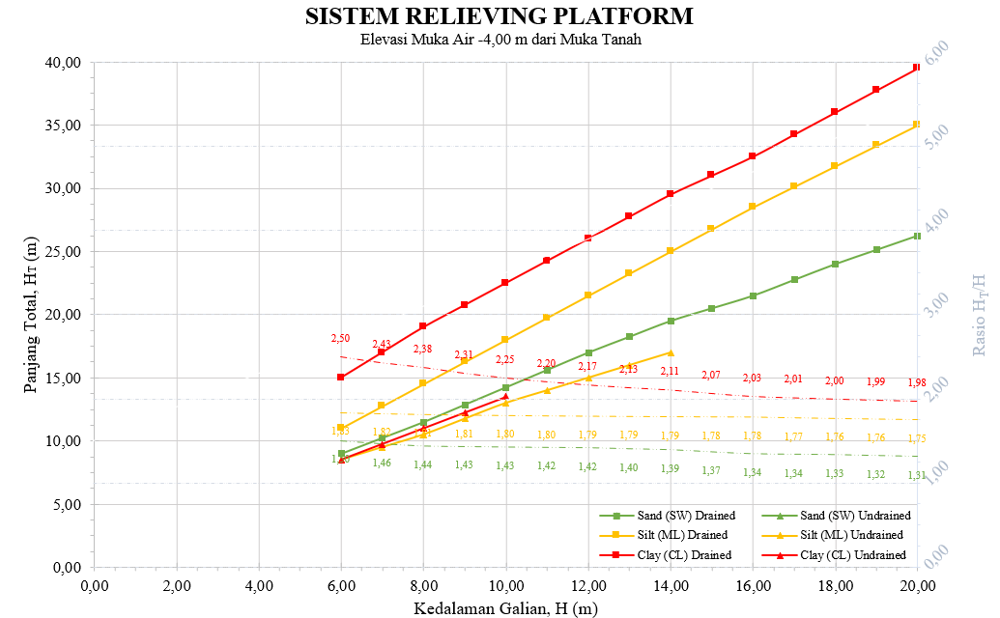 SISTEM RELIEVING PLATFORM
Elevasi Muka Air -4,00 m dari Muka Tanah
Panjang Total, HT (m)
40,00
35,00
30,00
25,00
20,00
15,00
10,00
5,00
0,00
6,00
5,00
4,00
3,00
2,00
1,00
0,00
Rasio HT/H
2,50 2,43 2,38 2,31 2,25 2,20 2,17 2,13 2,11 2,07 2,03 2,01 2,00 1,99 1,98
1,82 1,81 1,80 1,80 1,79 1,79 1,79 1,78 1,78 1,77 1,76 1,76 1,75
1,46 1,44 1,43 1,43 1,42 1,42 1,40 1,39 1,37 1,34 1,34 1,33 1,32 1,31
Sand (SW) Drained Sand (SW) Undrained
Silt (ML) Drained Silt (ML) Undrained
Clay (CL) Drained Clay (CL) Undrained
0,00 2,00 4,00 6,00 8,00 10,00 12,00 14,00 16,00 18,00 20,00
Kedalaman Galian, H (m)